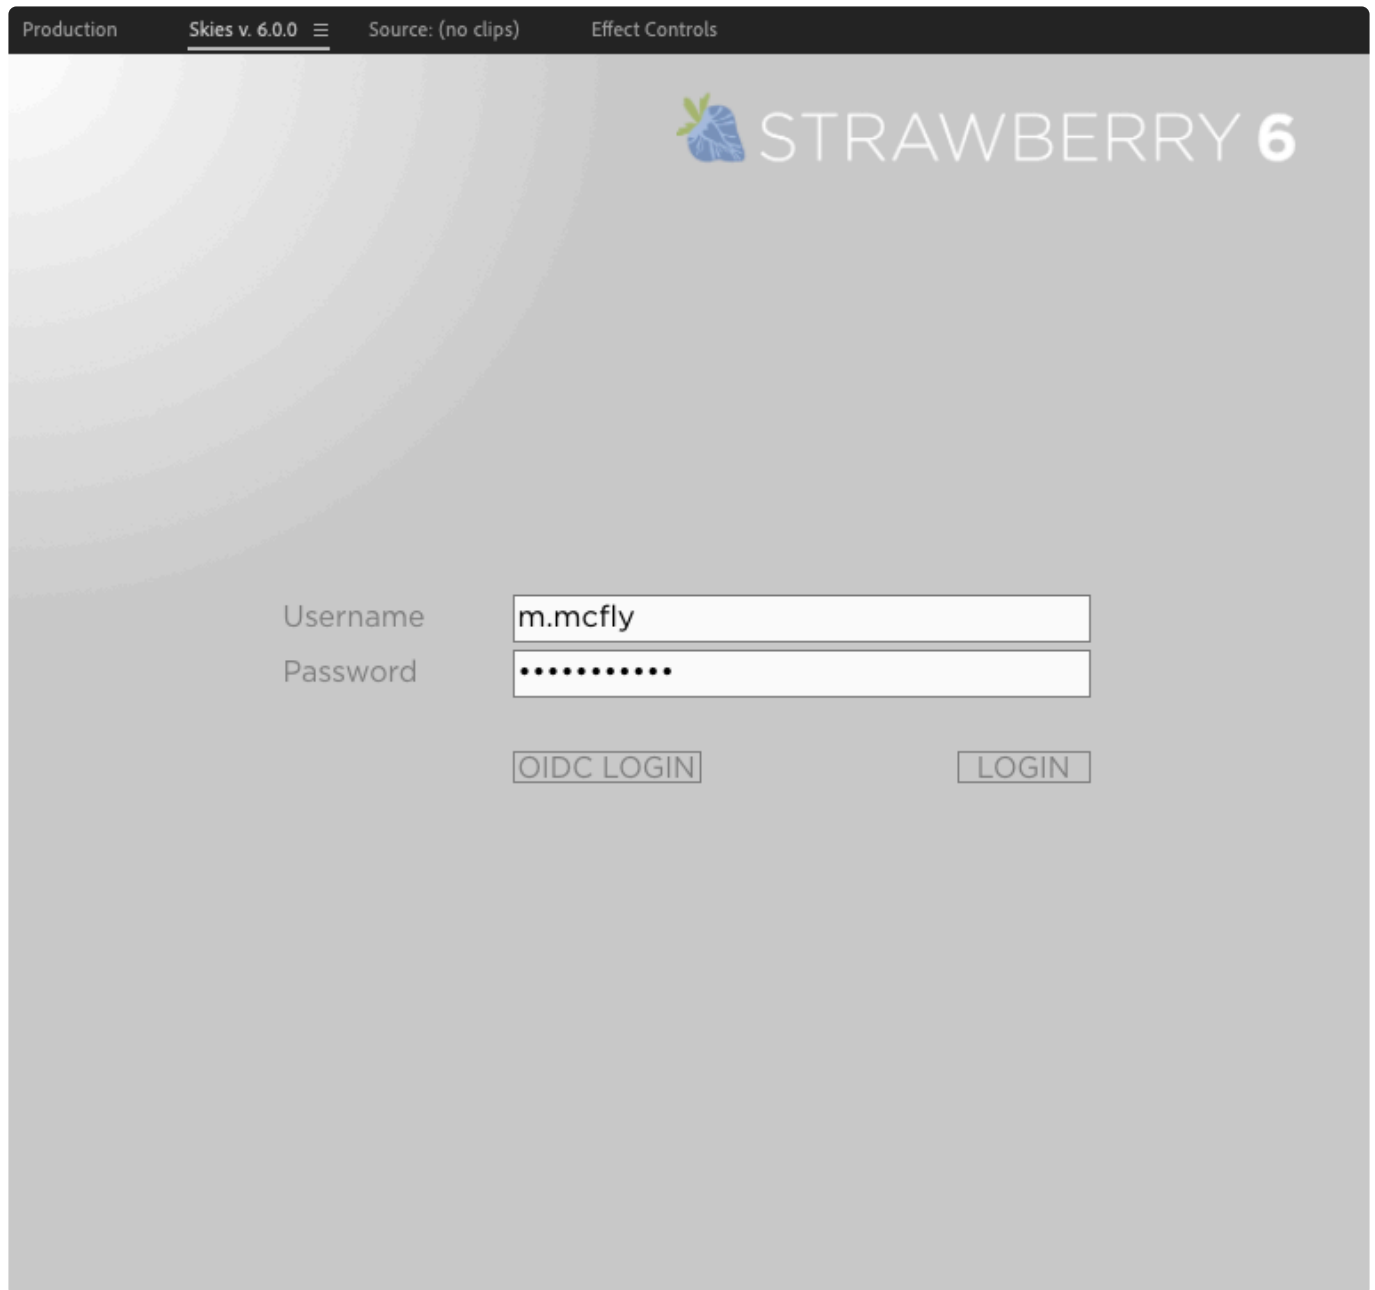 Production Skies v. 6.0.0 Source: (no clips) Effect Controls
STRAWBERRY 6
Username m.mcfly
Password •••••••••••
OIDC LOGIN LOGIN